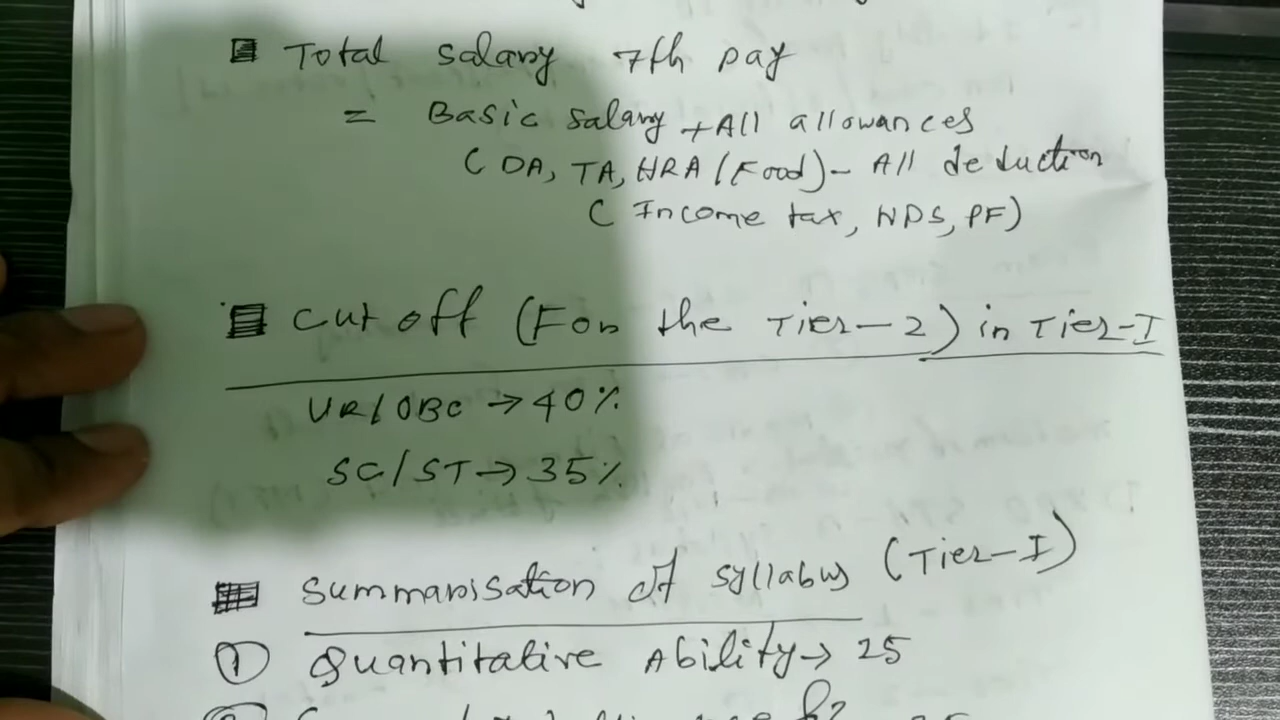 Total salary 7th pay
= Basic salary + All allowances
( DA, TA, HRA (Food) - All deduction
( Income tax, NPS, PF)
Cut off (For the Tier-2) in Tier-I
UR/OBC → 40%
SC/ST → 35%
Summarisation of syllabus (Tier-I)
① Quantitative Ability → 25